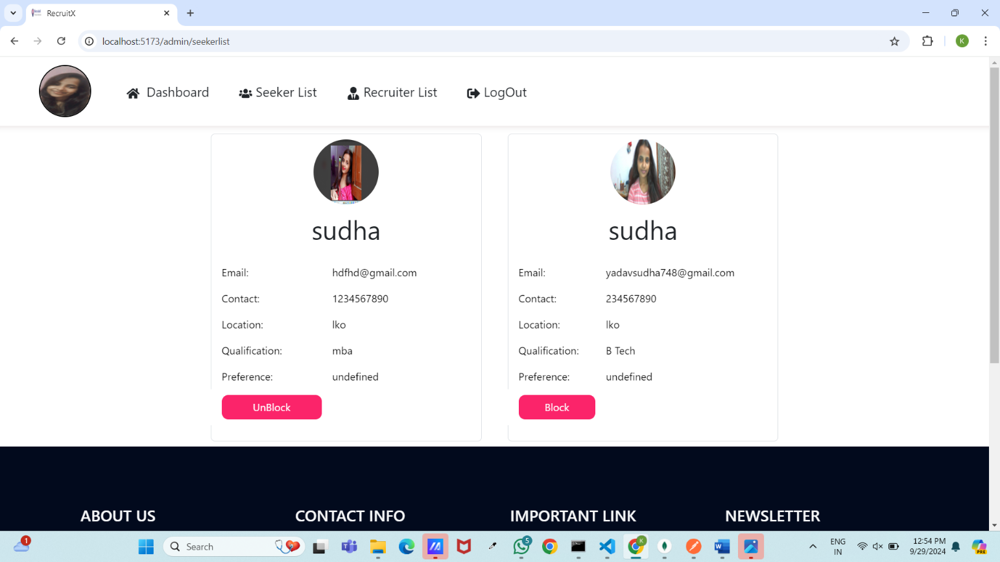 RecruitX
localhost:5173/admin/seekerlist
K
Dashboard
Seeker List
Recruiter List
LogOut
sudha
Email: hdfhd@gmail.com
Contact: 1234567890
Location: lko
Qualification: mba
Preference: undefined
UnBlock
sudha
Email: yadavsudha748@gmail.com
Contact: 234567890
Location: lko
Qualification: B Tech
Preference: undefined
Block
ABOUT US
CONTACT INFO
IMPORTANT LINK
NEWSLETTER
1
Search
5
K
ENG
IN
12:54 PM
9/29/2024
PRE